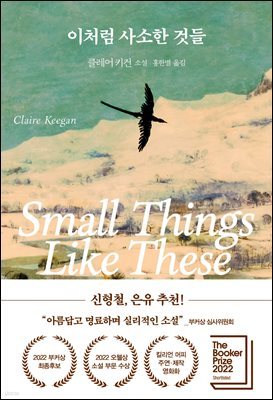 이처럼 사소한 것들
클레어 키건 소설 홍한별 옮김
Claire Keegan
Small Things
Like These
신형철, 은유 추천!
“아름답고 명료하며 실리적인 소설”_부커상 심사위원회
2022 부커상
최종후보
2022 오웰상
소설 부문 수상
킬리언 머피
주연·제작
영화화
The
Booker
Prize
2022
Shortlisted